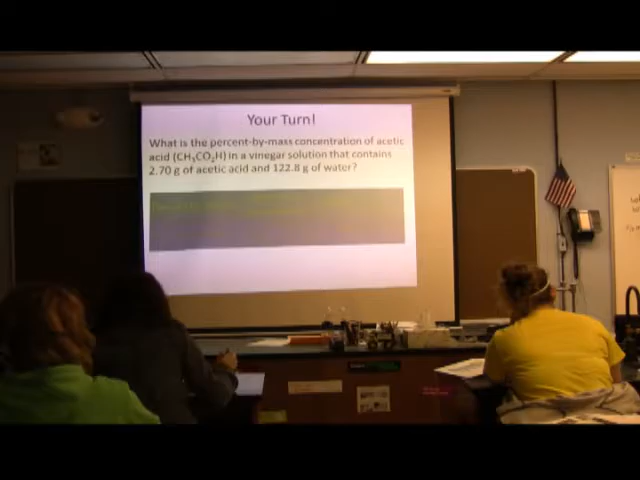 Your Turn!
What is the percent-by-mass concentration of acetic
acid (CH₃CO₂H) in a vinegar solution that contains
2.70 g of acetic acid and 122.8 g of water?